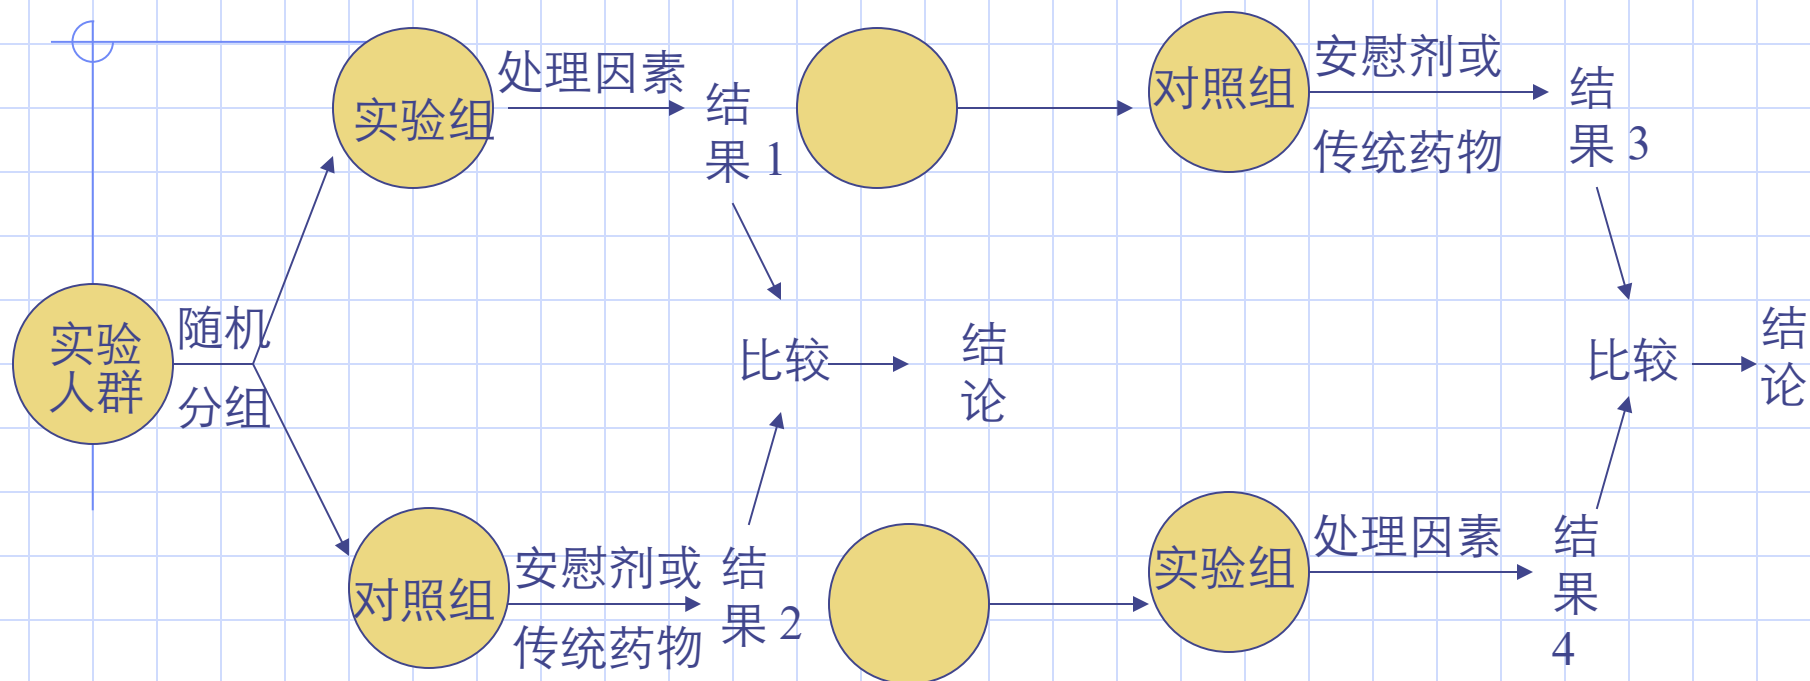 实验组
处理因素
结
果 1
对照组
安慰剂或
传统药物
结
果 3
实验
人群
随机
分组
比较
结
论
比较
结
论
对照组
安慰剂或
传统药物
结
果 2
实验组
处理因素
结
果
4